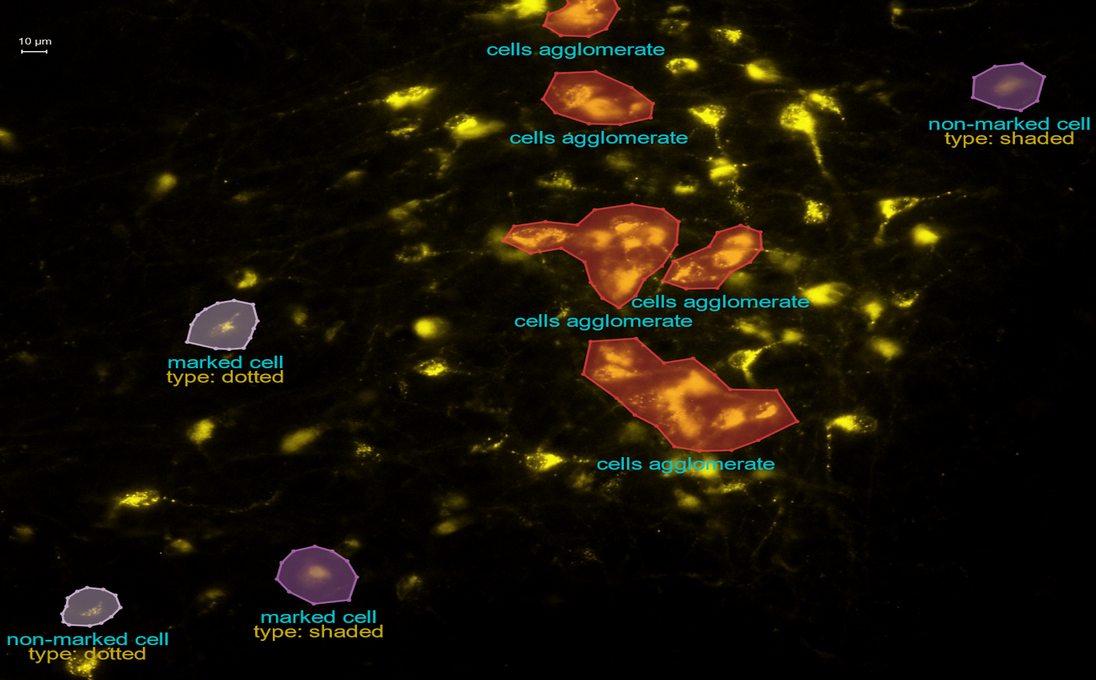 10 µm
cells agglomerate
cells agglomerate
non-marked cell
type: shaded
cells agglomerate
cells agglomerate
marked cell
type: dotted
cells agglomerate
marked cell
type: shaded
non-marked cell
type: dotted